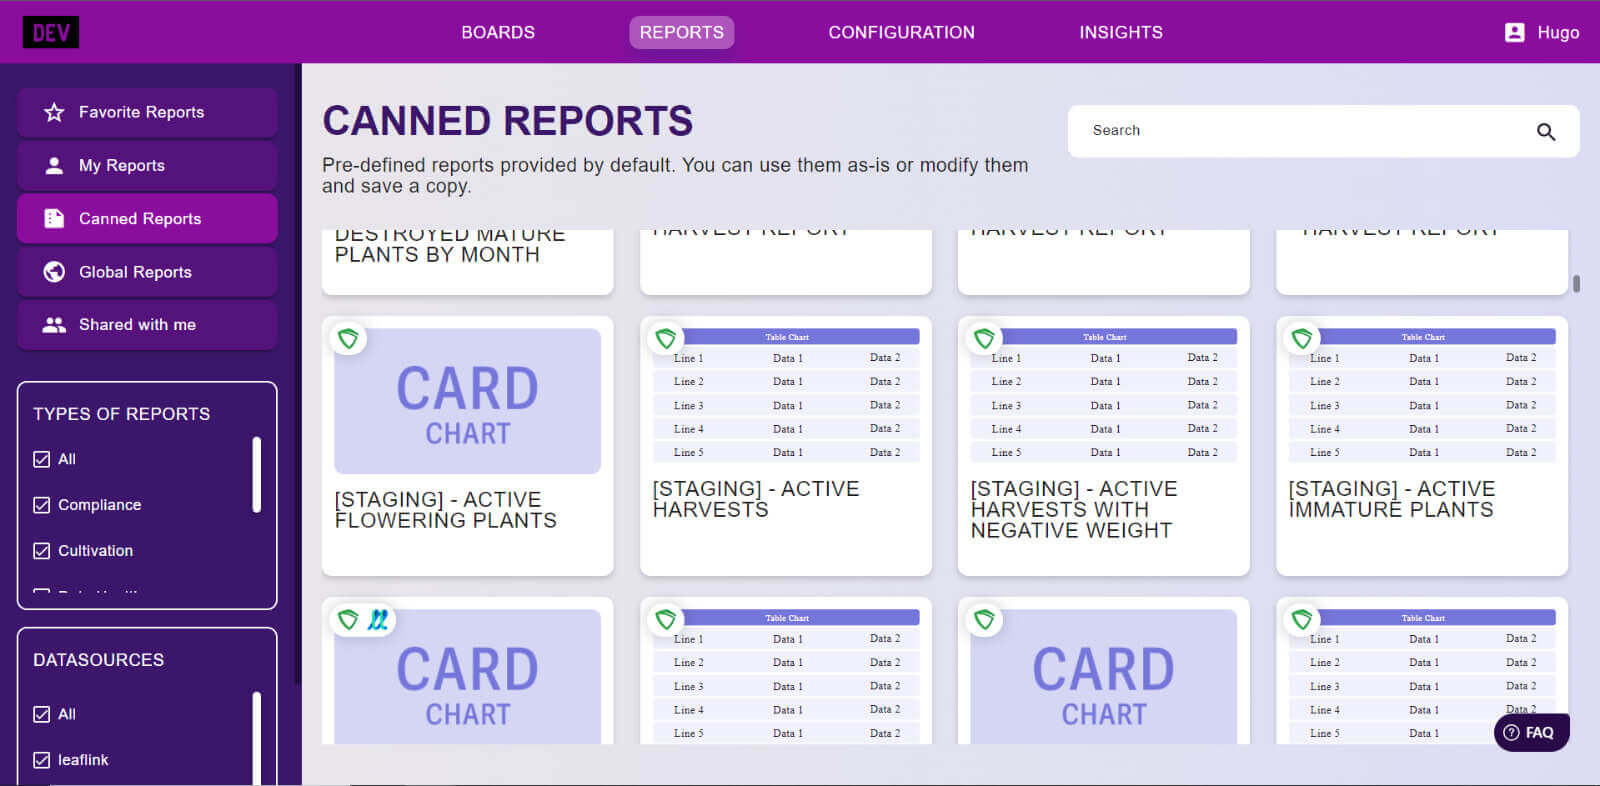 DEV
BOARDS
REPORTS
CONFIGURATION
INSIGHTS
Hugo
Favorite Reports
My Reports
Canned Reports
Global Reports
Shared with me
TYPES OF REPORTS
All
Compliance
Cultivation
DATASOURCES
All
leaflink
CANNED REPORTS
Pre-defined reports provided by default. You can use them as-is or modify them
and save a copy.
Search
DESTROYED MATURE
PLANTS BY MONTH
HARVEST REPORT
HARVEST REPORT
HARVEST REPORT
CARD
CHART
[STAGING] - ACTIVE
FLOWERING PLANTS
Table Chart
Line 1 Data 1 Data 2
Line 2 Data 1 Data 2
Line 3 Data 1 Data 2
Line 4 Data 1 Data 2
Line 5 Data 1 Data 2
[STAGING] - ACTIVE
HARVESTS
Table Chart
Line 1 Data 1 Data 2
Line 2 Data 1 Data 2
Line 3 Data 1 Data 2
Line 4 Data 1 Data 2
Line 5 Data 1 Data 2
[STAGING] - ACTIVE
HARVESTS WITH
NEGATIVE WEIGHT
Table Chart
Line 1 Data 1 Data 2
Line 2 Data 1 Data 2
Line 3 Data 1 Data 2
Line 4 Data 1 Data 2
Line 5 Data 1 Data 2
[STAGING] - ACTIVE
IMMATURE PLANTS
CARD
CHART
Table Chart
Line 1 Data 1 Data 2
Line 2 Data 1 Data 2
Line 3 Data 1 Data 2
Line 4 Data 1 Data 2
Line 5 Data 1 Data 2
CARD
CHART
Table Chart
Line 1 Data 1 Data 2
Line 2 Data 1 Data 2
Line 3 Data 1 Data 2
Line 4 Data 1 Data 2
Line 5 Data 1
FAQ